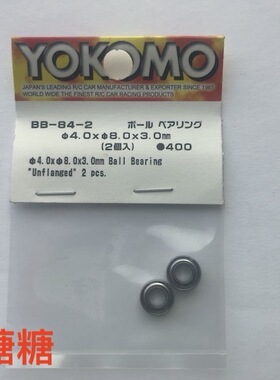 YOKOMO
JAPAN'S LEADING R/C CAR MANUFACTURER & EXPORTER SINCE 1967
WORLD WIDE THE FINEST R/C CAR RACING PRODUCTS
BB-84-2 ボール ベアリング
φ4.0×φ8.0×3.0㎜
(2個入) ●400
φ4.0xφ8.0x3.0mm Ball Bearing
"Unflanged" 2 pcs.
糖糖